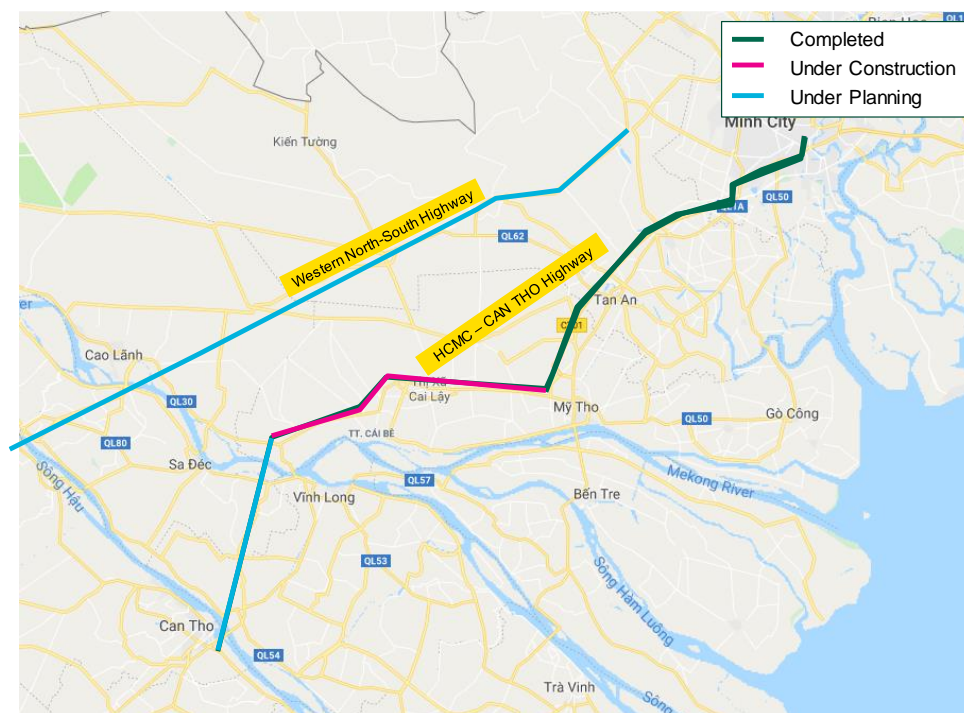 Completed
Under Construction
Under Planning
Minh City
Kiến Tường
QL50
QL62
Western North-South Highway
HCMC – CAN THO Highway
Tan An
Cao Lãnh
Cai Lậy
Mỹ Tho
Gò Công
QL30
QL50
TT. CÁI BÈ
QL80
Sa Đéc
Mekong River
Sông Hậu
QL57
Vĩnh Long
Bến Tre
QL53
Sông Hàm Luông
Can Tho
QL54
Trà Vinh
Sông